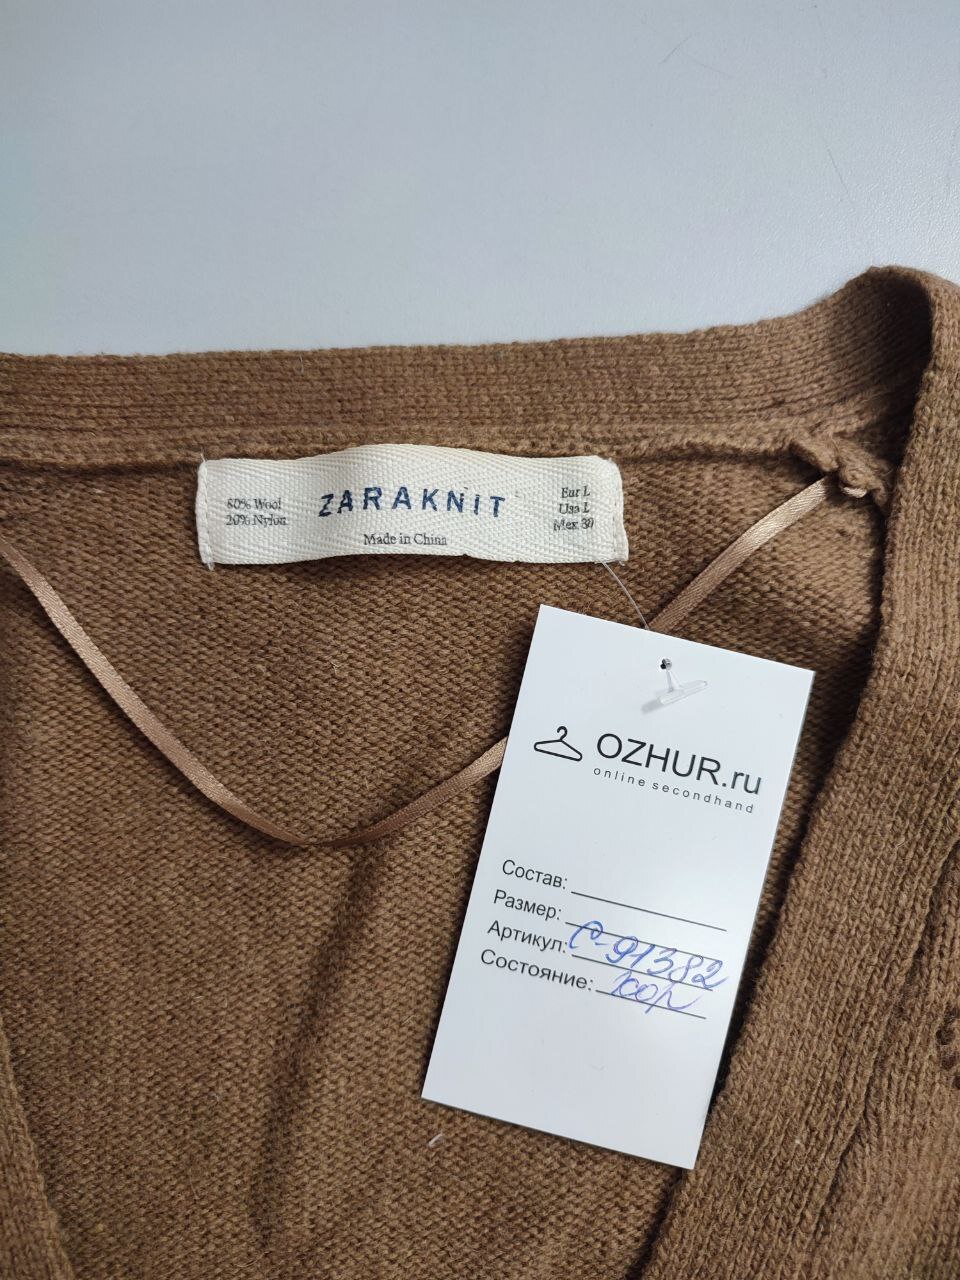 80% Wool
20% Nylon
ZARAKNIT
Made in China
Eur L
Usa L
Mex 30
OZHUR.ru
online secondhand
Состав:
Размер:
Артикул: С-91382
Состояние: хор